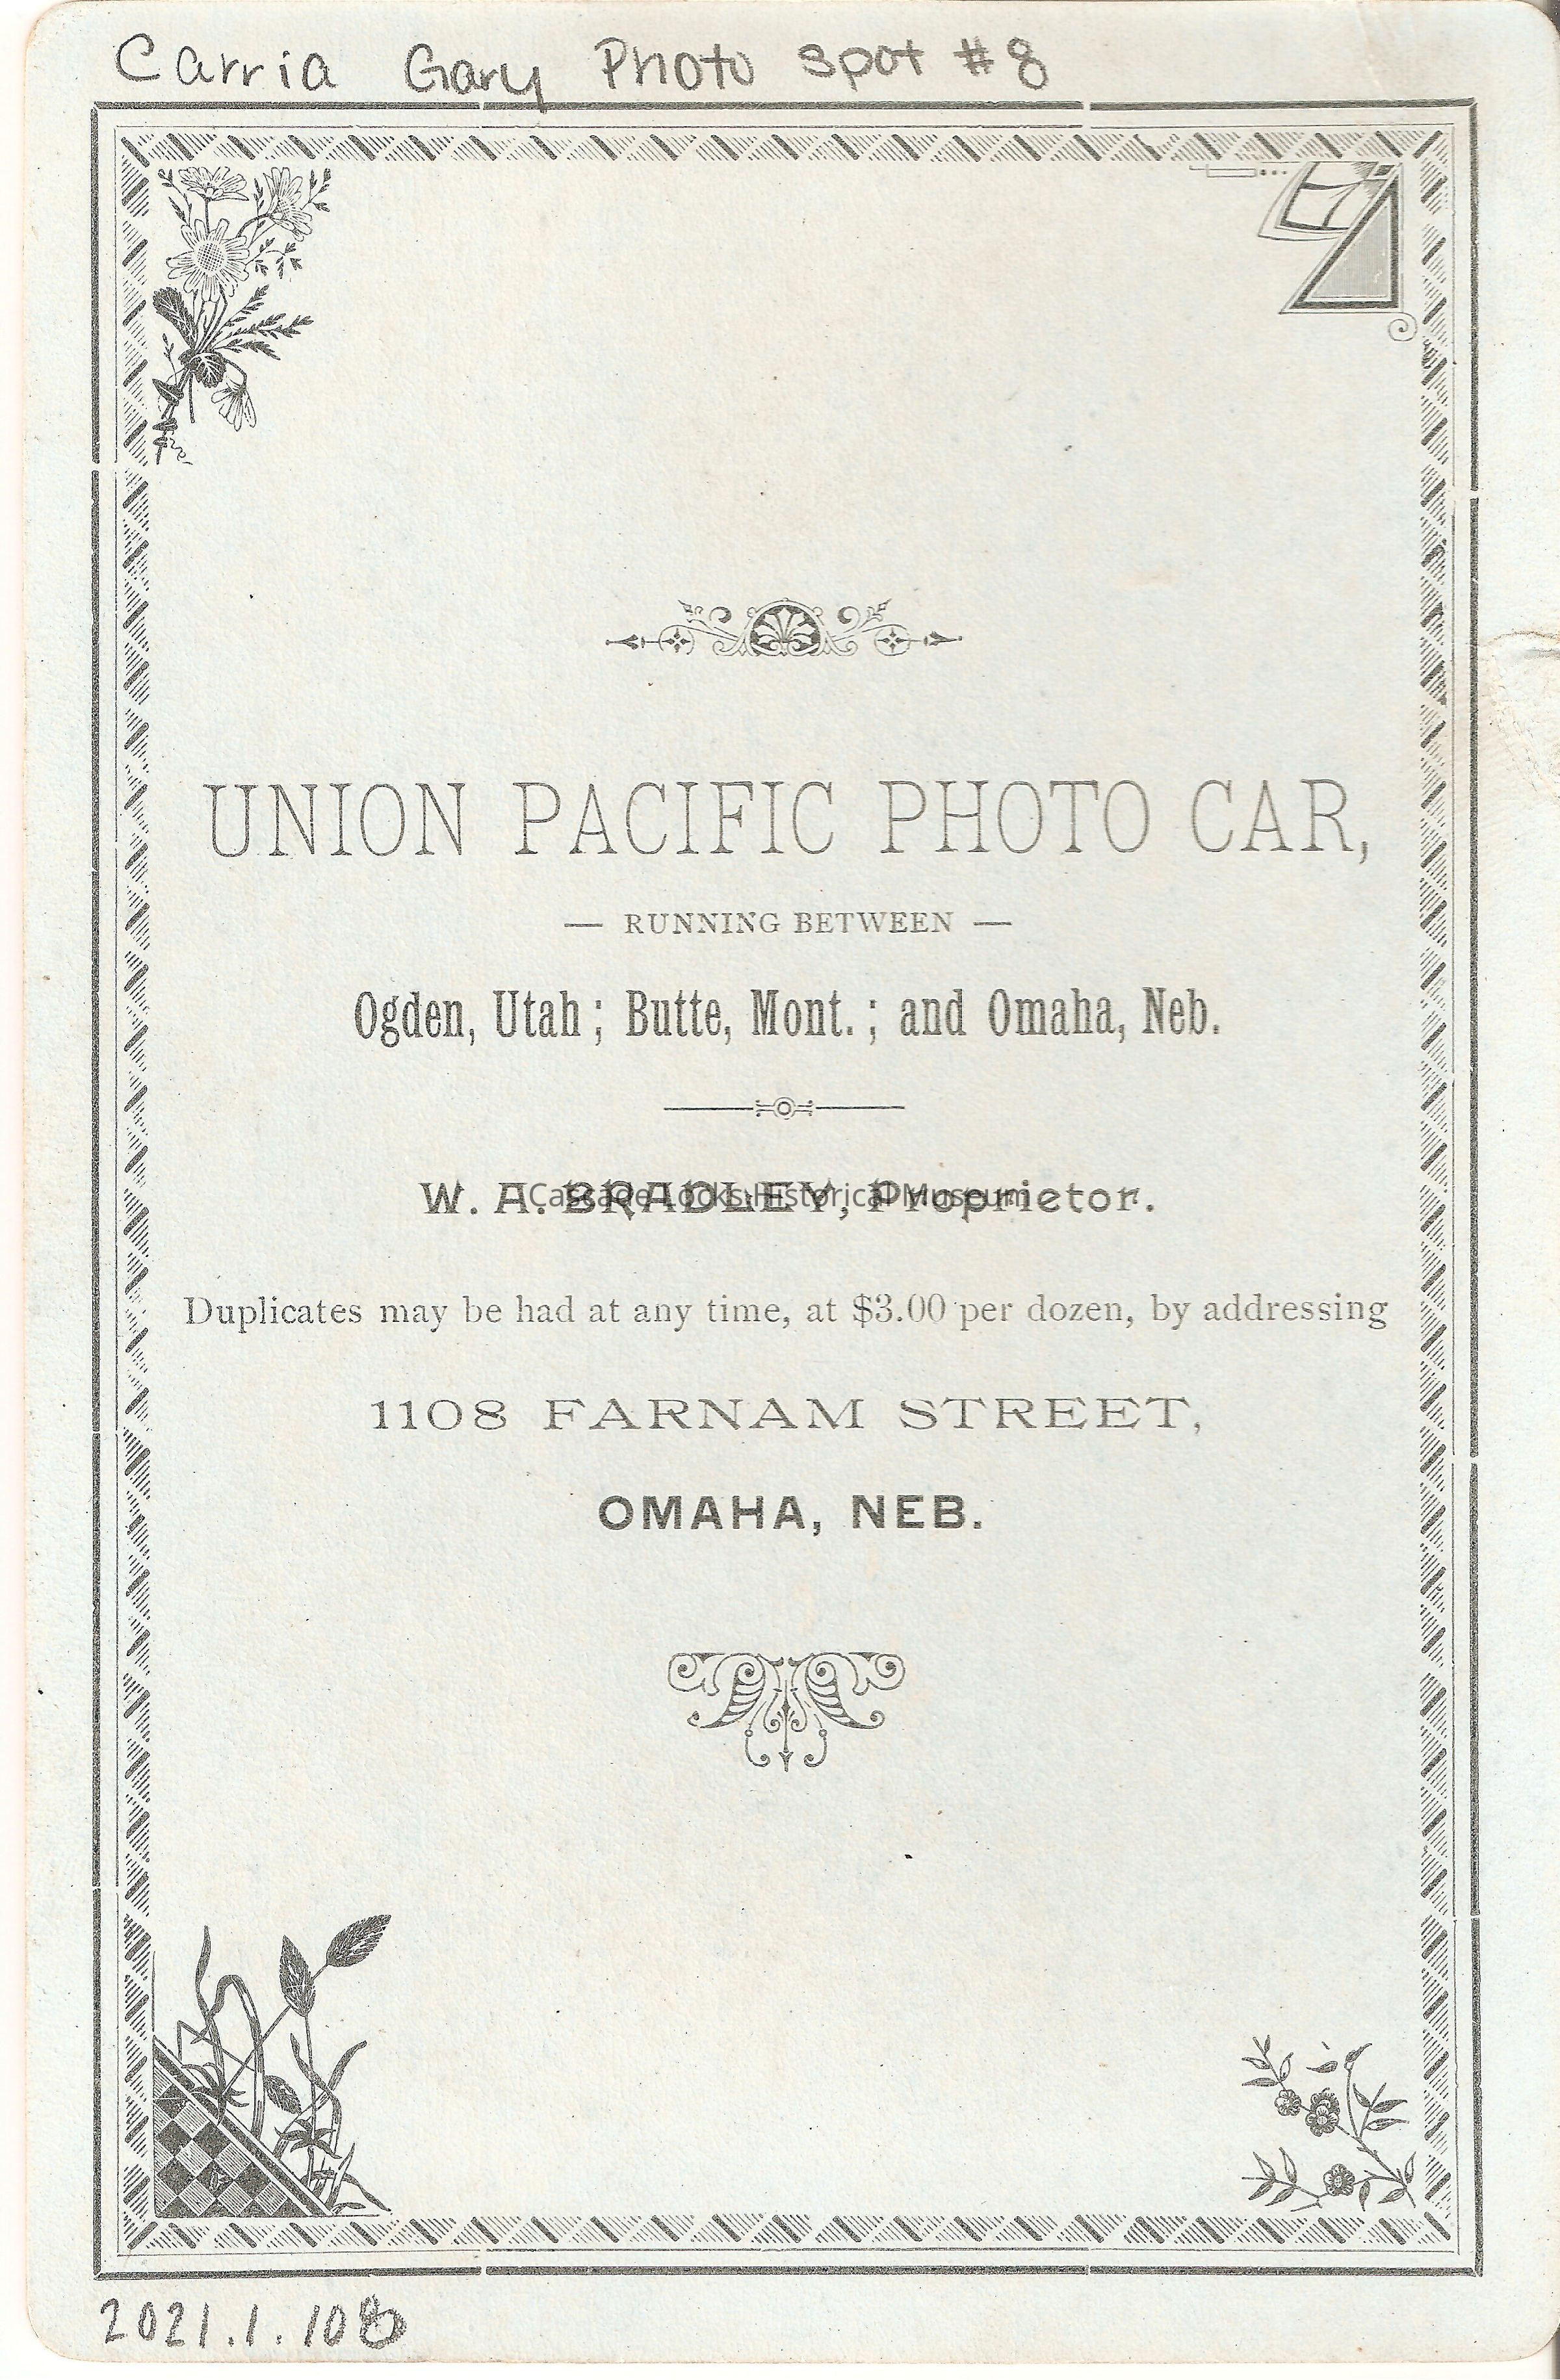 Carria Gary Photo spot #8
UNION PACIFIC PHOTO CAR,
— RUNNING BETWEEN —
Ogden, Utah; Butte, Mont.; and Omaha, Neb.
W. A. BRADLEY, Proprietor.
Cascade Locks Historical Museum
Duplicates may be had at any time, at $3.00 per dozen, by addressing
1108 FARNAM STREET,
OMAHA, NEB.
2021.1.108